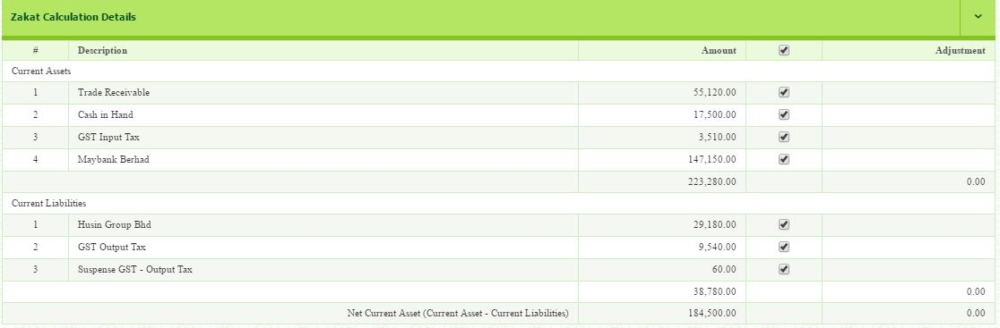 Zakat Calculation Details
# Description Amount Adjustment
Current Assets
1 Trade Receivable 55,120.00
2 Cash in Hand 17,500.00
3 GST Input Tax 3,510.00
4 Maybank Berhad 147,150.00
223,280.00 0.00
Current Liabilities
1 Husin Group Bhd 29,180.00
2 GST Output Tax 9,540.00
3 Suspense GST - Output Tax 60.00
38,780.00 0.00
Net Current Asset (Current Asset - Current Liabilities) 184,500.00 0.00